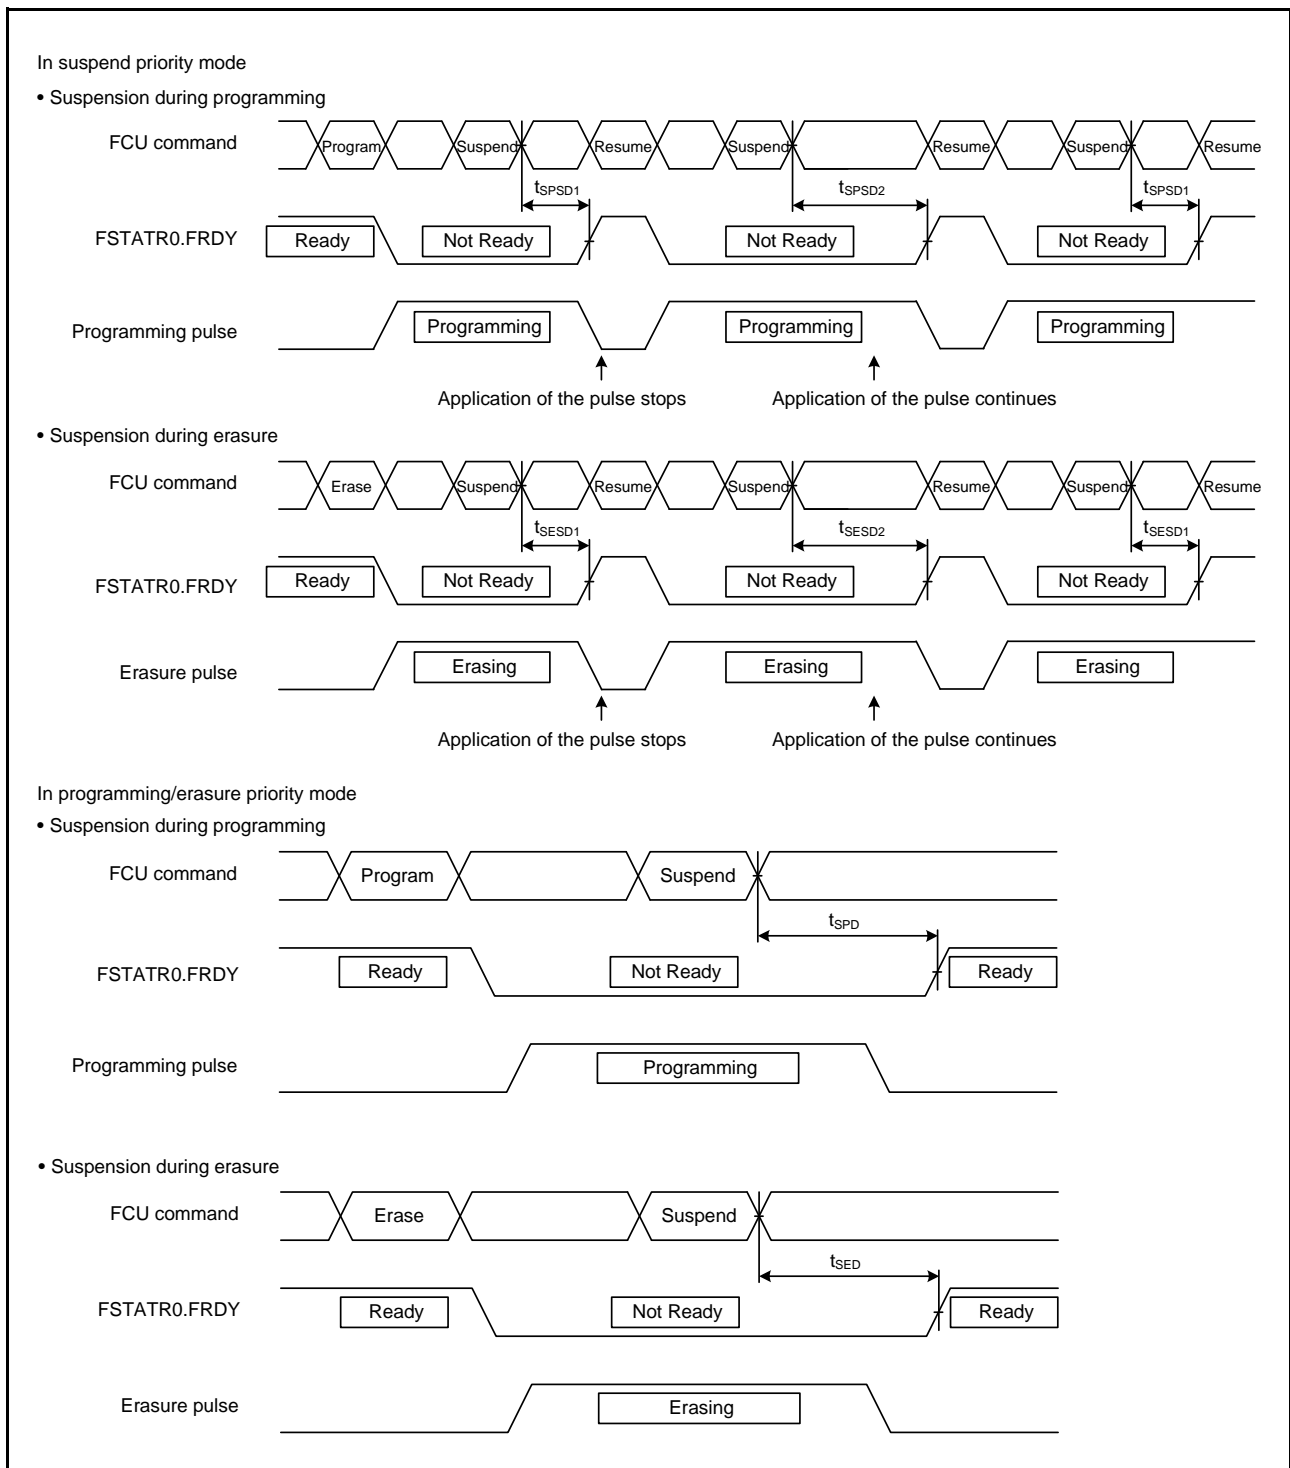 In suspend priority mode
• Suspension during programming
FCU command
Program
Suspend
Resume
Suspend
Resume
Suspend
Resume
tSPSD1
tSPSD2
tSPSD1
FSTATR0.FRDY
Ready
Not Ready
Not Ready
Not Ready
Programming pulse
Programming
Programming
Programming
Application of the pulse stops
Application of the pulse continues
• Suspension during erasure
FCU command
Erase
Suspend
Resume
Suspend
Resume
Suspend
Resume
tSESD1
tSESD2
tSESD1
FSTATR0.FRDY
Ready
Not Ready
Not Ready
Not Ready
Erasure pulse
Erasing
Erasing
Erasing
Application of the pulse stops
Application of the pulse continues
In programming/erasure priority mode
• Suspension during programming
FCU command
Program
Suspend
tSPD
FSTATR0.FRDY
Ready
Not Ready
Ready
Programming pulse
Programming
• Suspension during erasure
FCU command
Erase
Suspend
tSED
FSTATR0.FRDY
Ready
Not Ready
Ready
Erasure pulse
Erasing